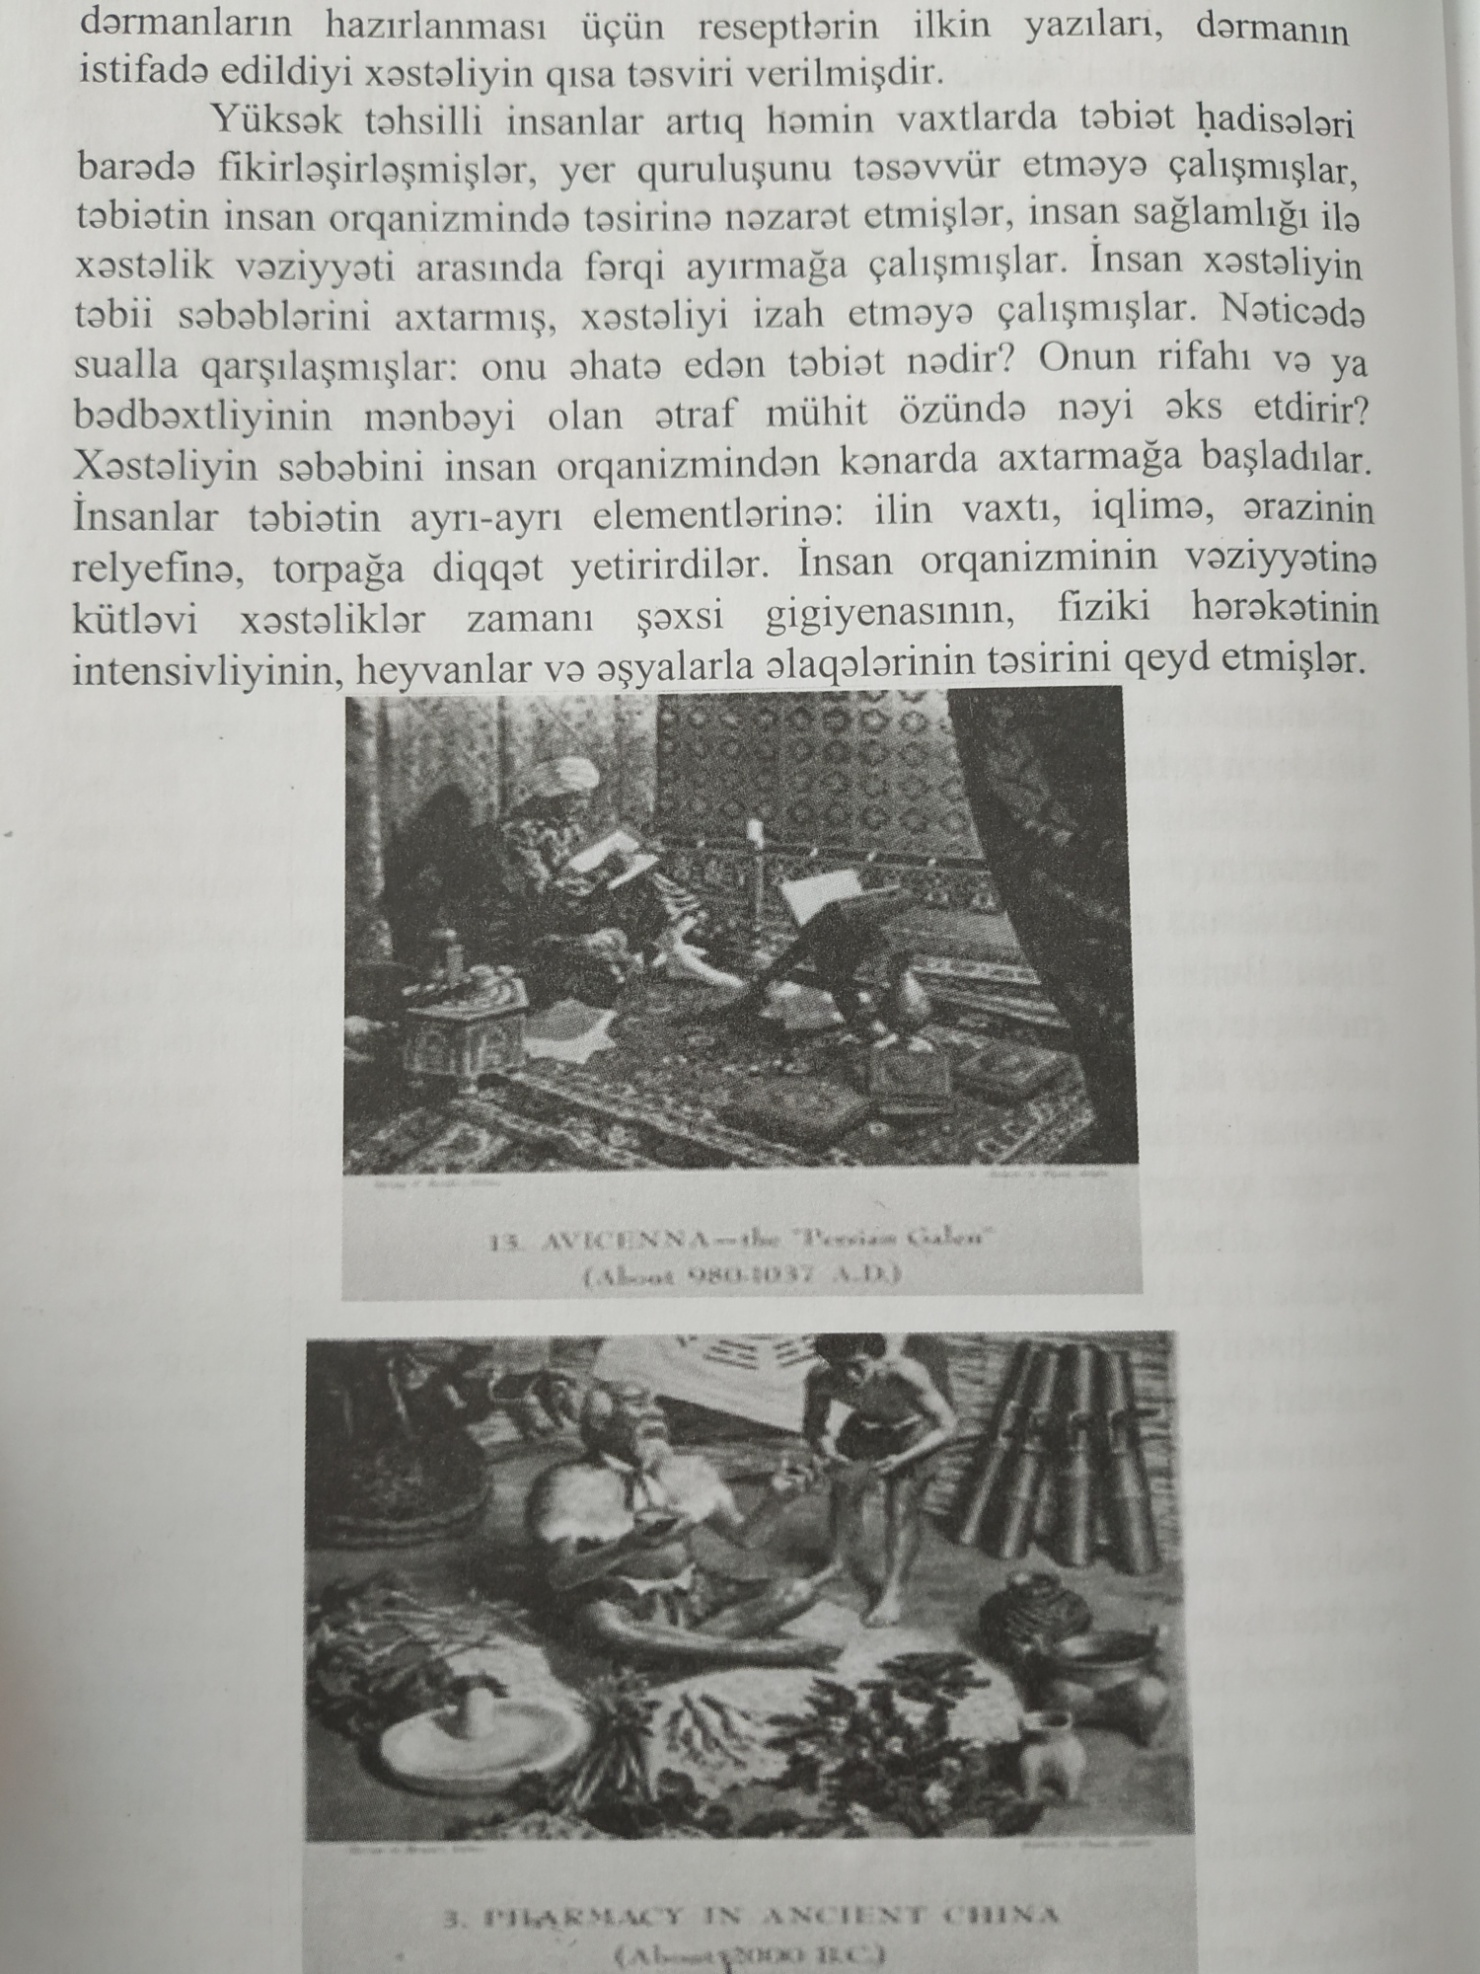 dərmanların hazırlanması üçün reseptlərin ilkin yazıları, dərmanın
istifadə edildiyi xəstəliyin qısa təsviri verilmişdir.
Yüksək təhsilli insanlar artıq həmin vaxtlarda təbiət hadisələri
barədə fikirləşirləşmişlər, yer quruluşunu təsəvvür etməyə çalışmışlar,
təbiətin insan orqanizmində təsirinə nəzarət etmişlər, insan sağlamlığı ilə
xəstəlik vəziyyəti arasında fərqi ayırmağa çalışmışlar. İnsan xəstəliyin
təbii səbəblərini axtarmış, xəstəliyi izah etməyə çalışmışlar. Nəticədə
sualla qarşılaşmışlar: onu əhatə edən təbiət nədir? Onun rifahı və ya
bədbəxtliyinin mənbəyi olan ətraf mühit özündə nəyi əks etdirir?
Xəstəliyin səbəbini insan orqanizmindən kənarda axtarmağa başladılar.
İnsanlar təbiətin ayrı-ayrı elementlərinə: ilin vaxtı, iqlimə, ərazinin
relyefinə, torpağa diqqət yetirirdilər. İnsan orqanizminin vəziyyətinə
kütləvi xəstəliklər zamanı şəxsi gigiyenasının, fiziki hərəkətinin
intensivliyinin, heyvanlar və əşyalarla əlaqələrinin təsirini qeyd etmişlər.
13. AVICENNA—the "Persian Galen"
(About 980-1037 A.D.)
3. PHARMACY IN ANCIENT CHINA
(About 2000 B.C.)